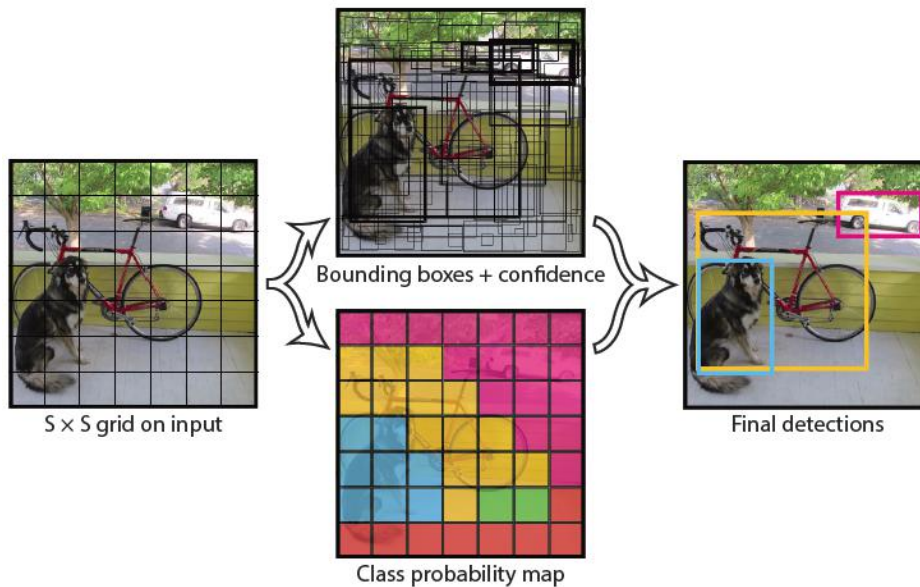 Bounding boxes + confidence
S × S grid on input
Final detections
Class probability map